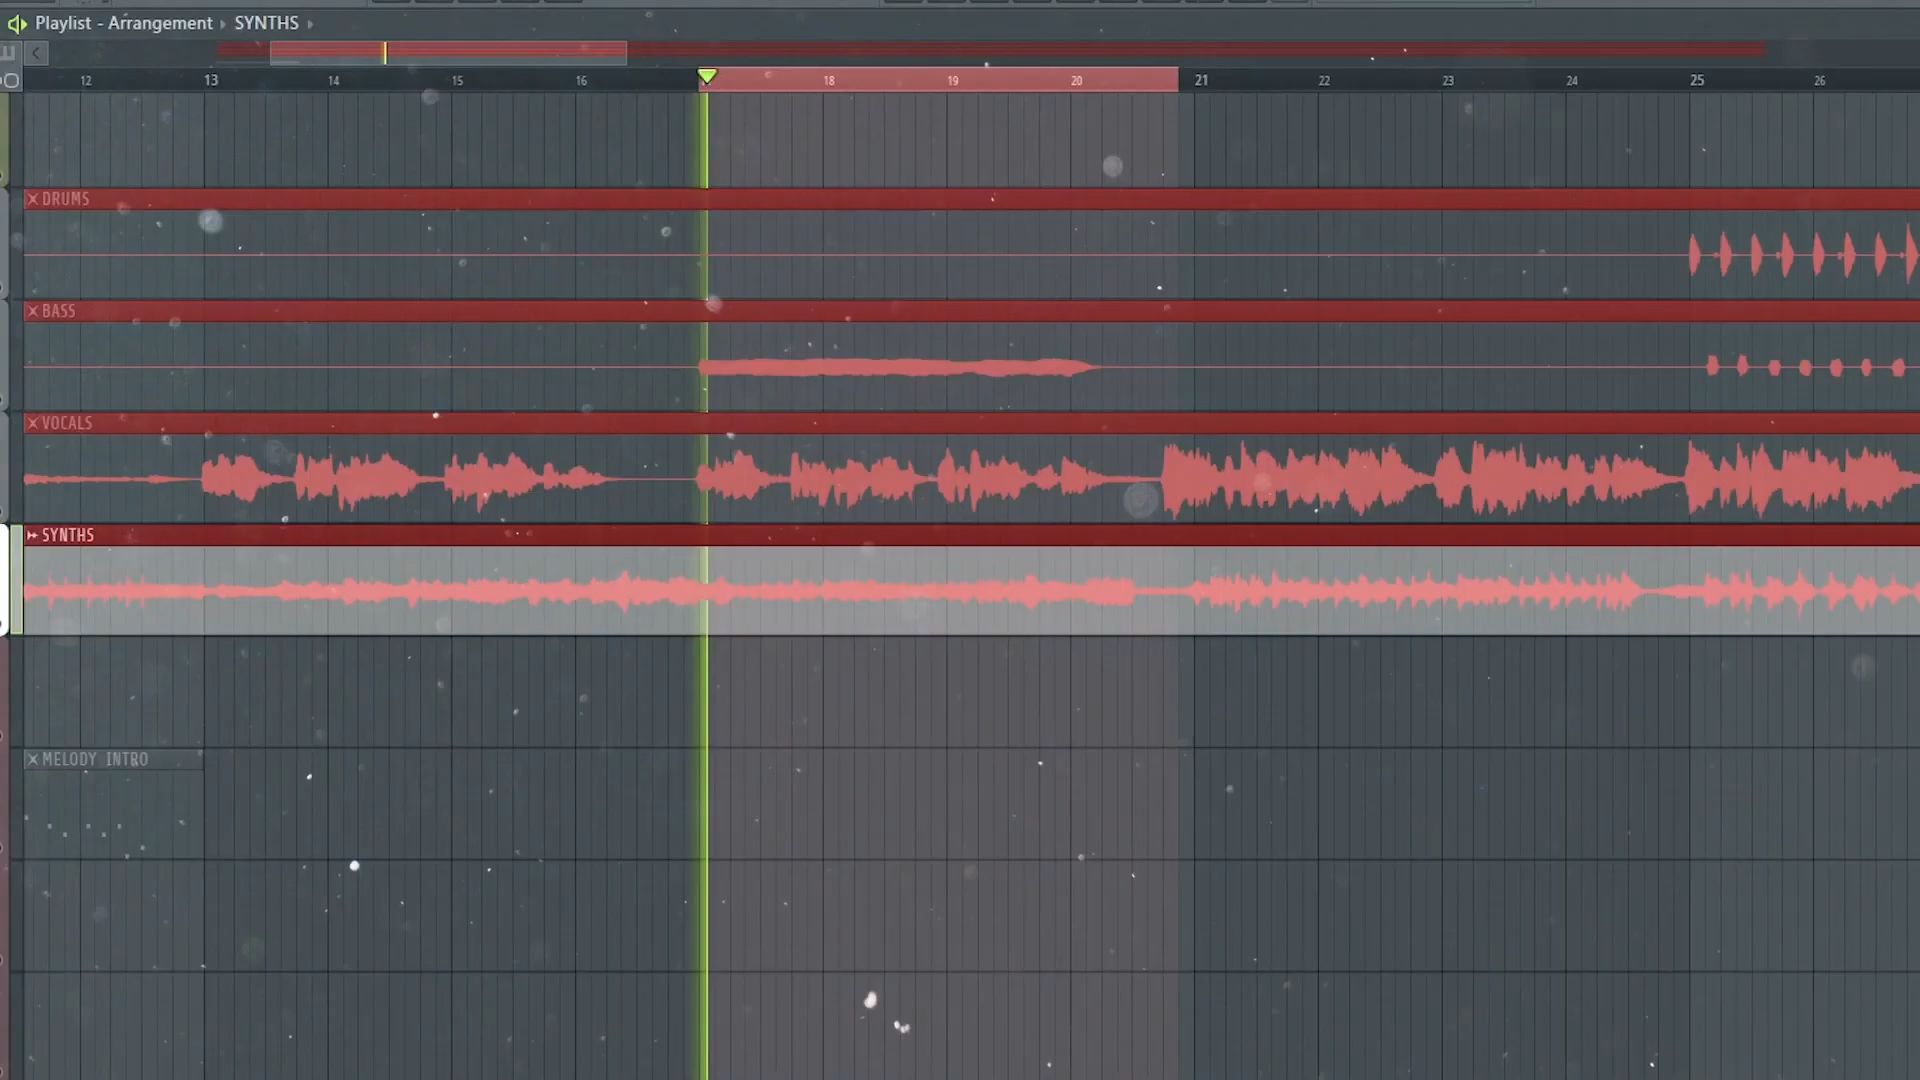 Playlist - Arrangement › SYNTHS ›
12 13 14 15 16 18 19 20 21 22 23 24 25 26
DRUMS
BASS
VOCALS
SYNTHS
MELODY INTRO